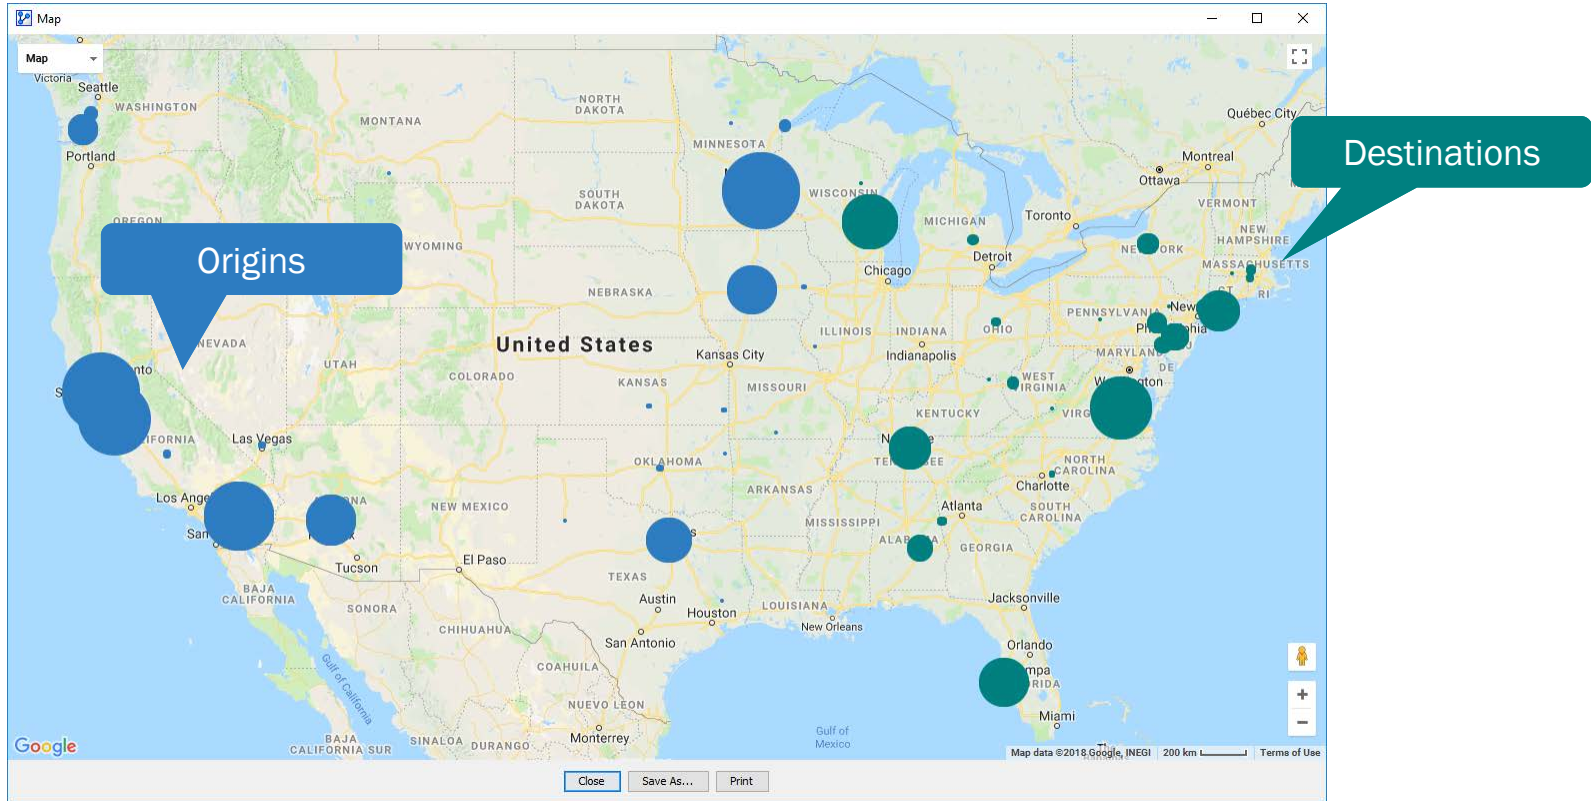 Map
Map
Victoria
Seattle
WASHINGTON
NORTH
DAKOTA
MONTANA
Québec City
MINNESOTA
Destinations
Portland
Montreal
Ottawa
SOUTH
DAKOTA
WISCONSIN
VERMONT
OREGON
MICHIGAN
Toronto
NEW
HAMPSHIRE
Origins
WYOMING
Detroit
MASSACHUSETTS
Chicago
NEBRASKA
RI
PENNSYLVANIA
New
ILLINOIS
INDIANA
OHIO
NEVADA
United States
Kansas City
Indianapolis
MARYLAND
UTAH
COLORADO
DE
KANSAS
MISSOURI
WEST
VIRGINIA
KENTUCKY
Las Vegas
OKLAHOMA
NORTH
CAROLINA
Charlotte
ARKANSAS
NEW MEXICO
Atlanta
SOUTH
CAROLINA
MISSISSIPPI
GEORGIA
El Paso
Tucson
TEXAS
BAJA
CALIFORNIA
SONORA
Austin
Houston
LOUISIANA
Jacksonville
New Orleans
CHIHUAHUA
San Antonio
Orlando
COAHUILA
Gulf of California
NUEVO LEON
Miami
Gulf of
Mexico
Monterrey
BAJA
CALIFORNIA SUR
SINALOA
DURANGO
Google
Map data ©2018 Google, INEGI 200 km Terms of Use
Close Save As... Print